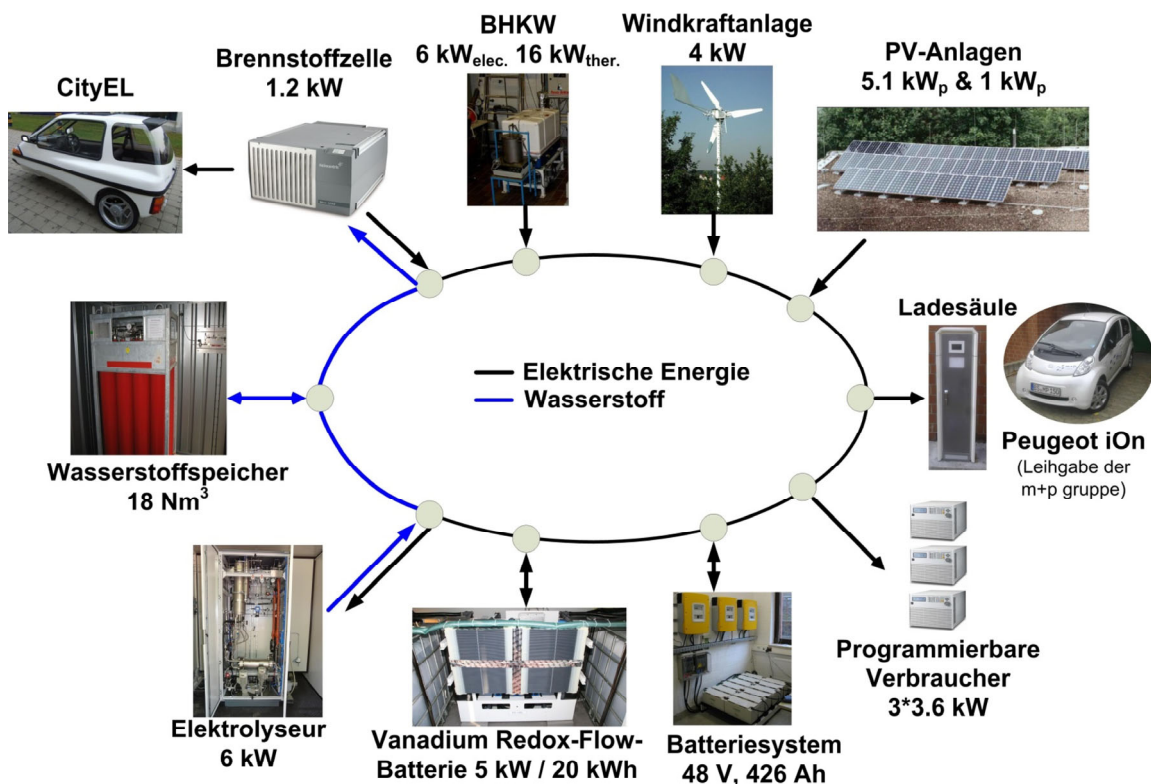 BHKW
6 kWelec. 16 kWther.
Windkraftanlage
4 kW
PV-Anlagen
5.1 kWp & 1 kWp
Brennstoffzelle
1.2 kW
CityEL
Ladesäule
Elektrische Energie
Wasserstoff
Peugeot iOn
(Leihgabe der
m+p gruppe)
Wasserstoffspeicher
18 Nm³
Programmierbare
Verbraucher
3*3.6 kW
Elektrolyseur
6 kW
Vanadium Redox-Flow-
Batterie 5 kW / 20 kWh
Batteriesystem
48 V, 426 Ah